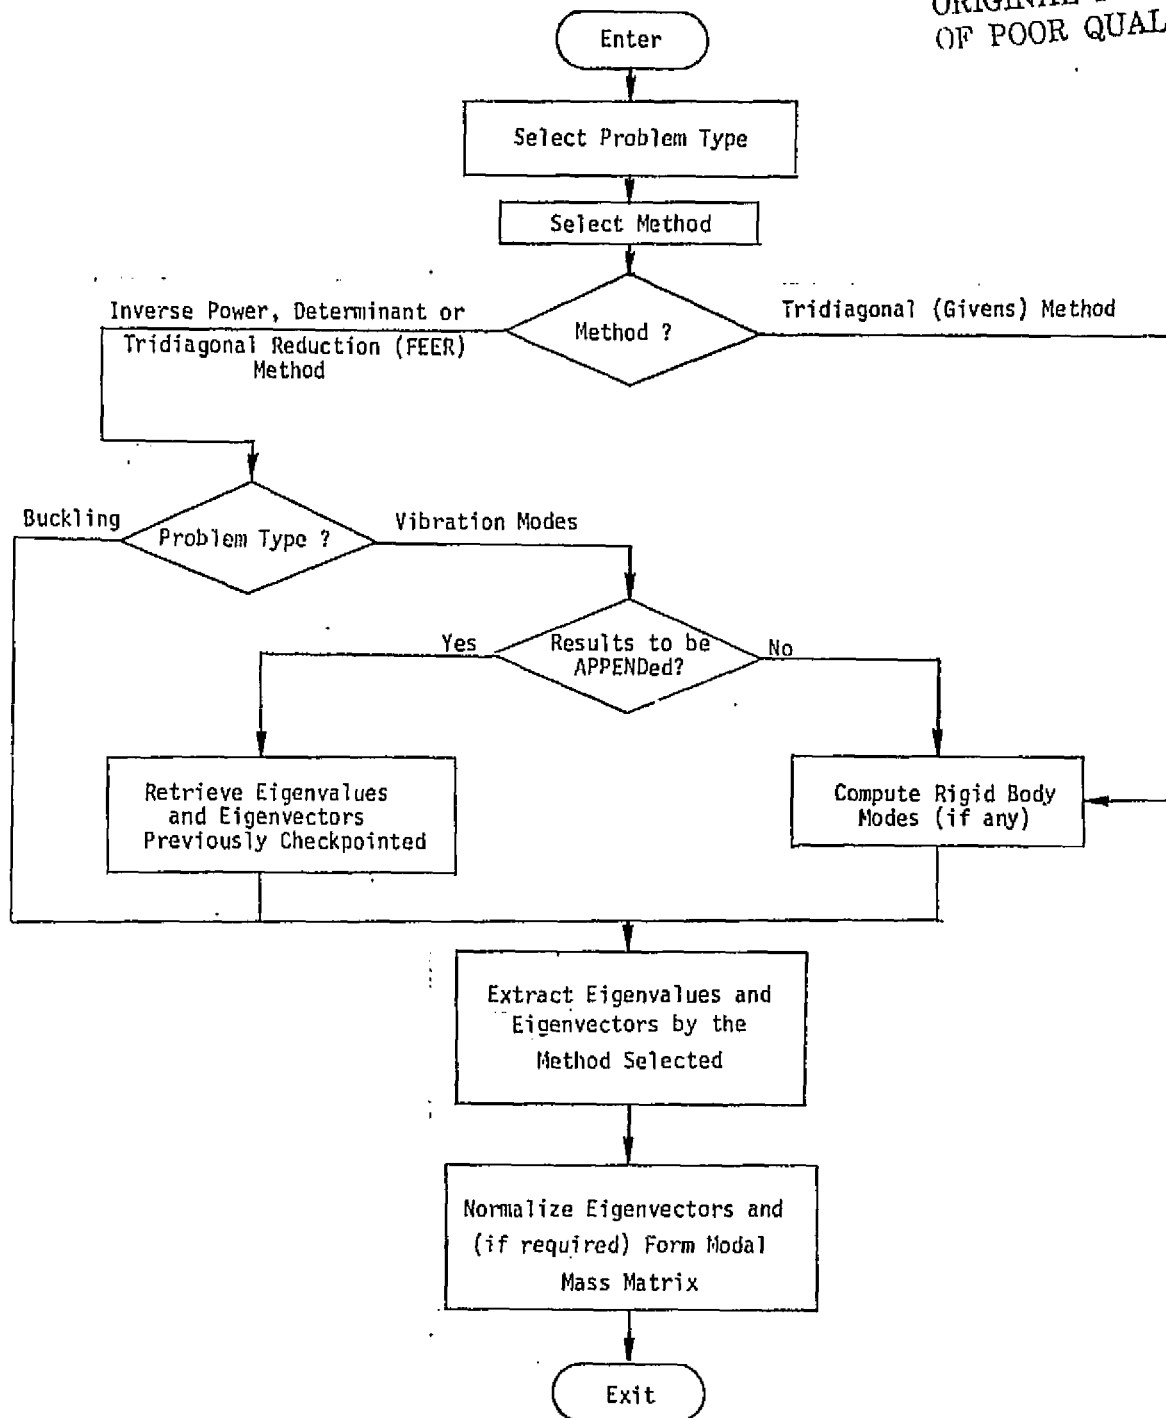 ORIGINAL
OF POOR QUAL
Enter
Select Problem Type
Select Method
Inverse Power, Determinant or
Tridiagonal Reduction (FEER)
Method
Method ?
Tridiagonal (Givens) Method
Buckling
Problem Type ?
Vibration Modes
Yes
Results to be
APPENDed?
No
Retrieve Eigenvalues
and Eigenvectors
Previously Checkpointed
Compute Rigid Body
Modes (if any)
Extract Eigenvalues and
Eigenvectors by the
Method Selected
Normalize Eigenvectors and
(if required) Form Modal
Mass Matrix
Exit